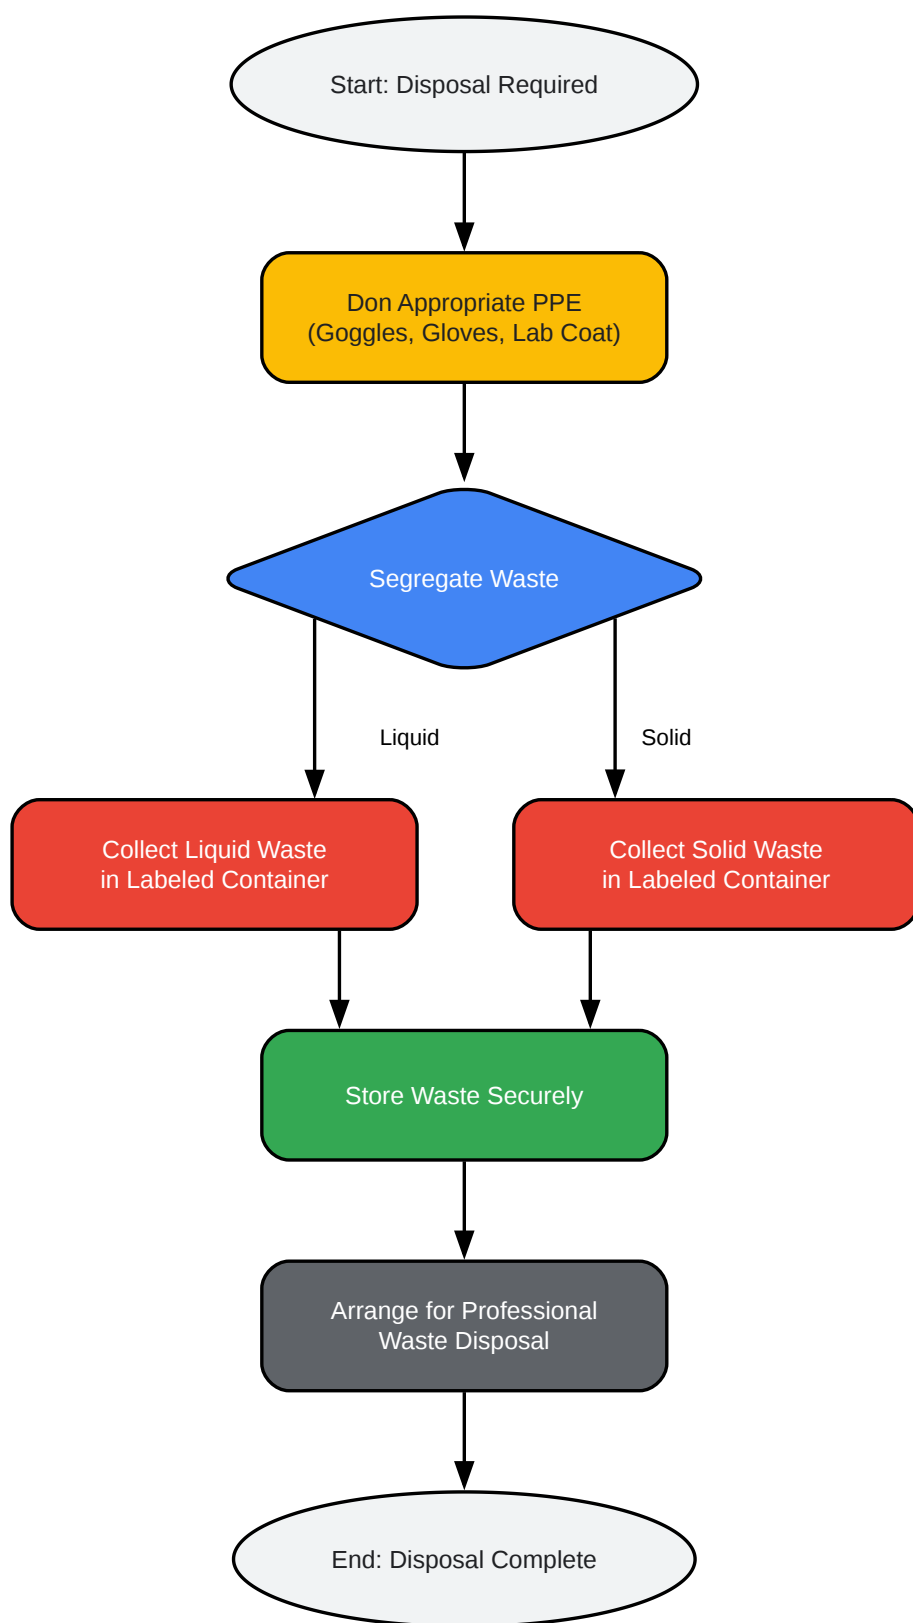 Start: Disposal Required
Don Appropriate PPE
(Goggles, Gloves, Lab Coat)
Segregate Waste
Liquid
Solid
Collect Liquid Waste
in Labeled Container
Collect Solid Waste
in Labeled Container
Store Waste Securely
Arrange for Professional
Waste Disposal
End: Disposal Complete